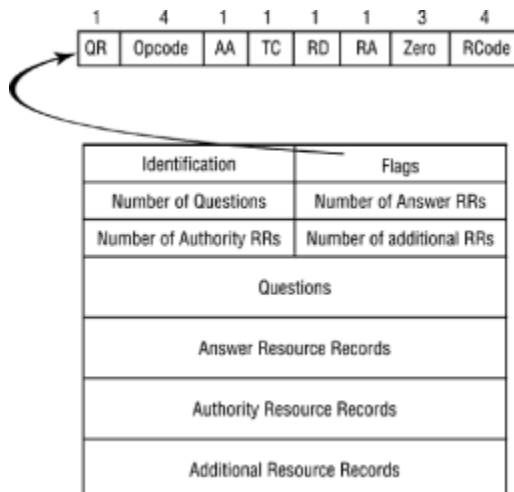 1 4 1 1 1 1 3 4
QR Opcode AA TC RD RA Zero RCode
Identification Flags
Number of Questions Number of Answer RRs
Number of Authority RRs Number of additional RRs
Questions
Answer Resource Records
Authority Resource Records
Additional Resource Records